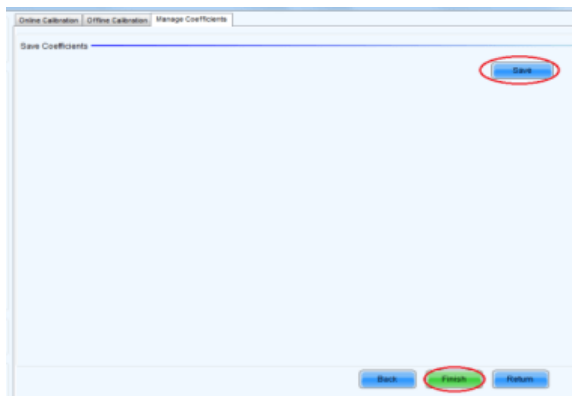 Online Calibration Offline Calibration Manage Coefficients
Save Coefficients
Save
Back Finish Return